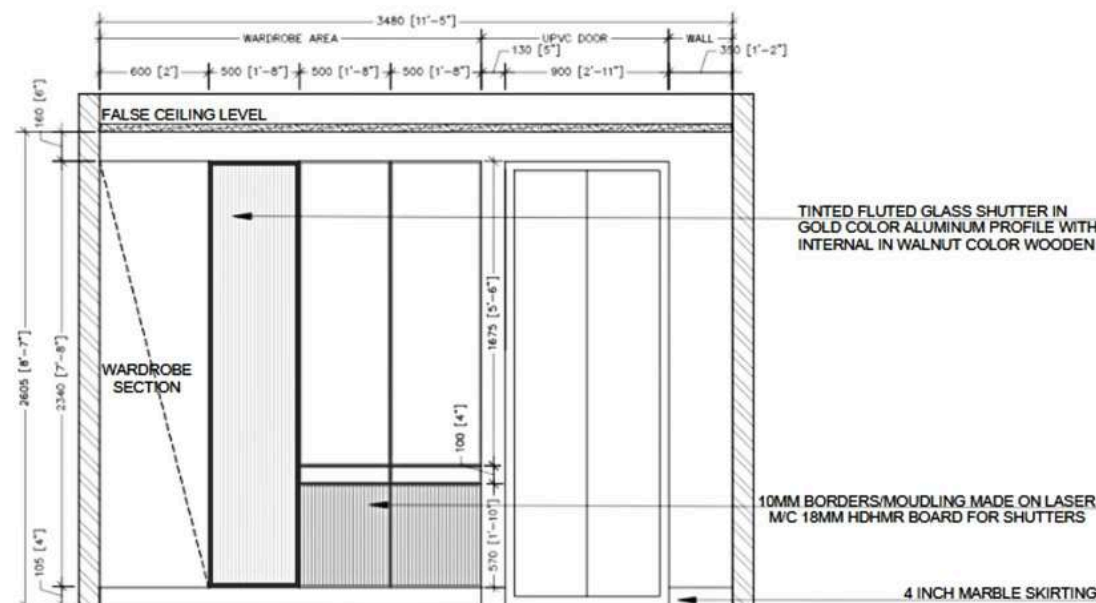 3480 [11'-5"]
WARDROBE AREA
UPVC DOOR
WALL
130 [5"]
350 [1'-2"]
600 [2']
500 [1'-8"]
500 [1'-8"]
500 [1'-8"]
900 [2'-11"]
160 [6"]
FALSE CEILING LEVEL
TINTED FLUTED GLASS SHUTTER IN
GOLD COLOR ALUMINUM PROFILE WITH
INTERNAL IN WALNUT COLOR WOODEN
1675 [5'-6"]
2605 [8'-7"]
2340 [7'-8"]
WARDROBE
SECTION
100 [4"]
10MM BORDERS/MOUDLING MADE ON LASER
M/C 18MM HDHMR BOARD FOR SHUTTERS
570 [1'-10"]
105 [4"]
4 INCH MARBLE SKIRTING